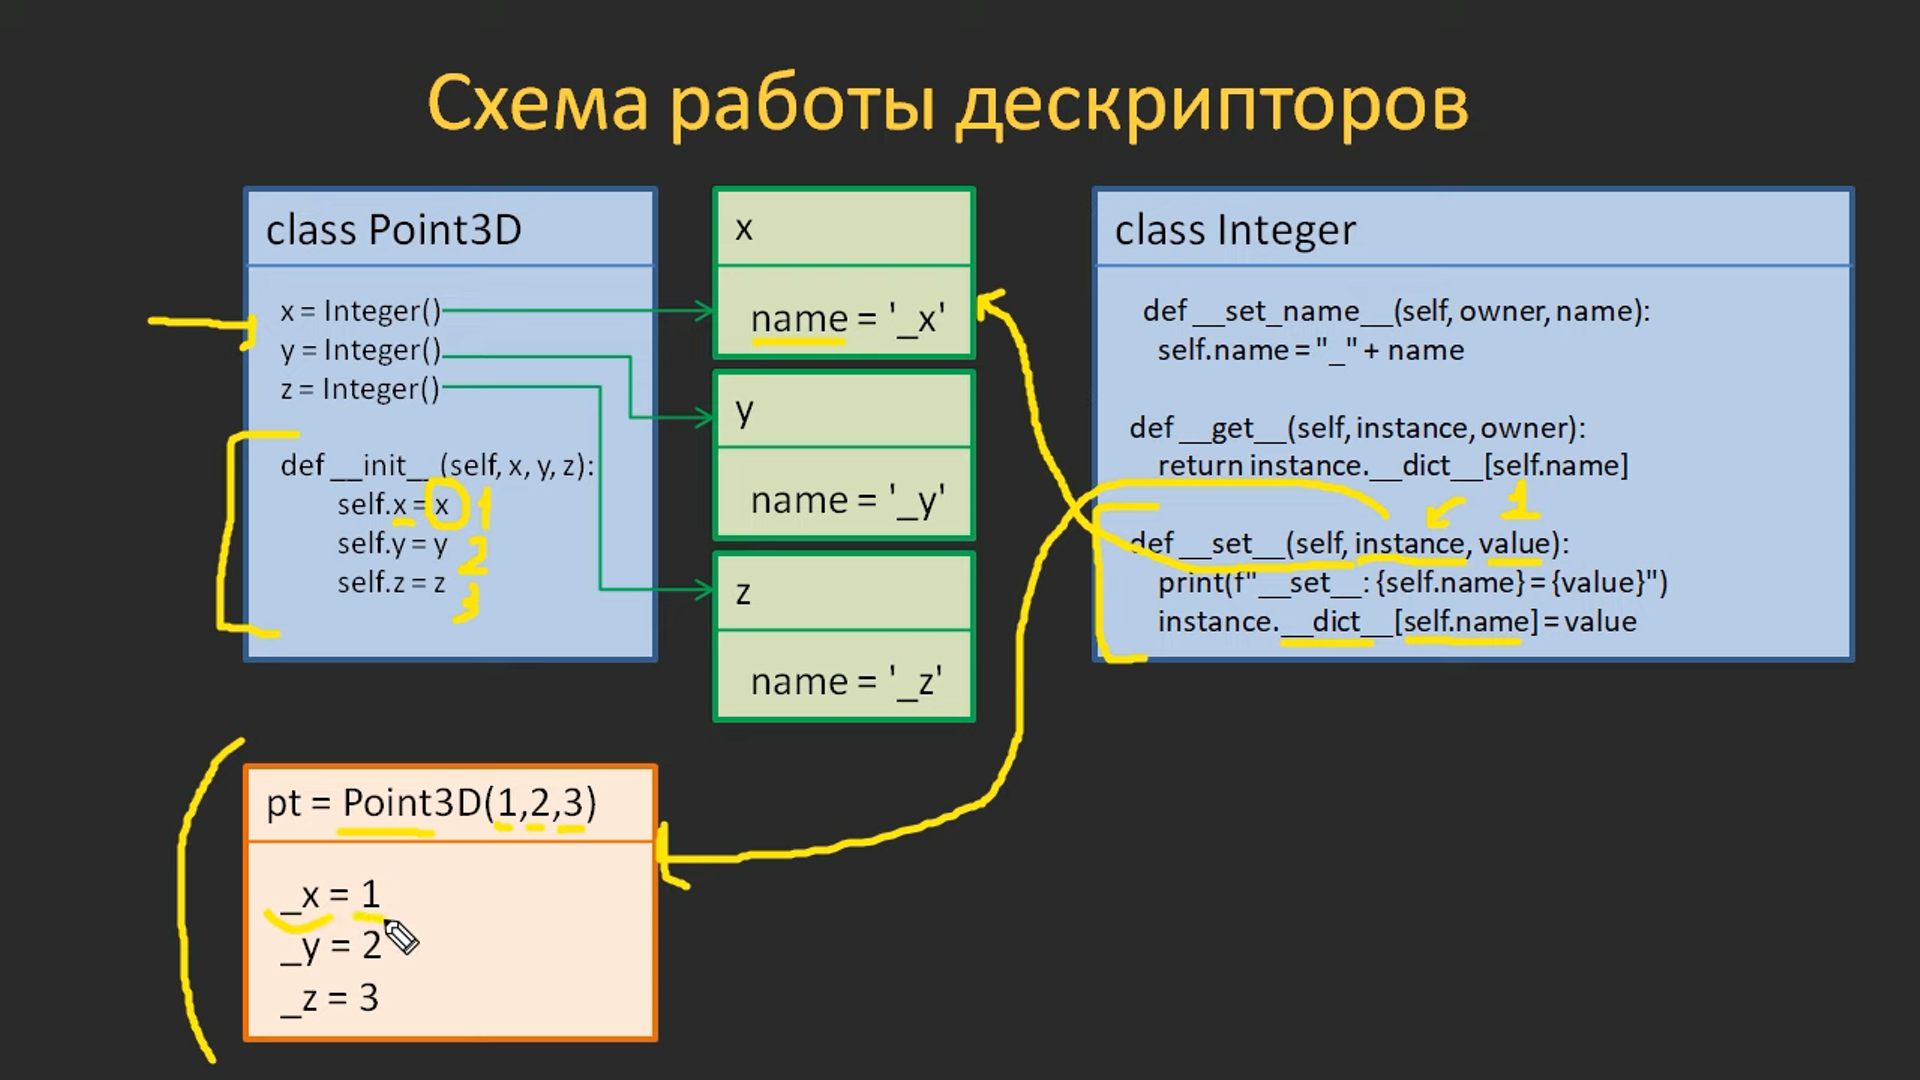 Схема работы дескрипторов
class Point3D
x = Integer()
y = Integer()
z = Integer()
def __init__(self, x, y, z):
self.x = x 1
self.y = y 2
self.z = z 3
x
name = '_x'
y
name = '_y'
z
name = '_z'
class Integer
def __set_name__(self, owner, name):
self.name = "_" + name
def __get__(self, instance, owner):
return instance.__dict__[self.name]
1
def __set__(self, instance, value):
print(f"__set__: {self.name} = {value}")
instance.__dict__[self.name] = value
pt = Point3D(1,2,3)
_x = 1
_y = 2
_z = 3